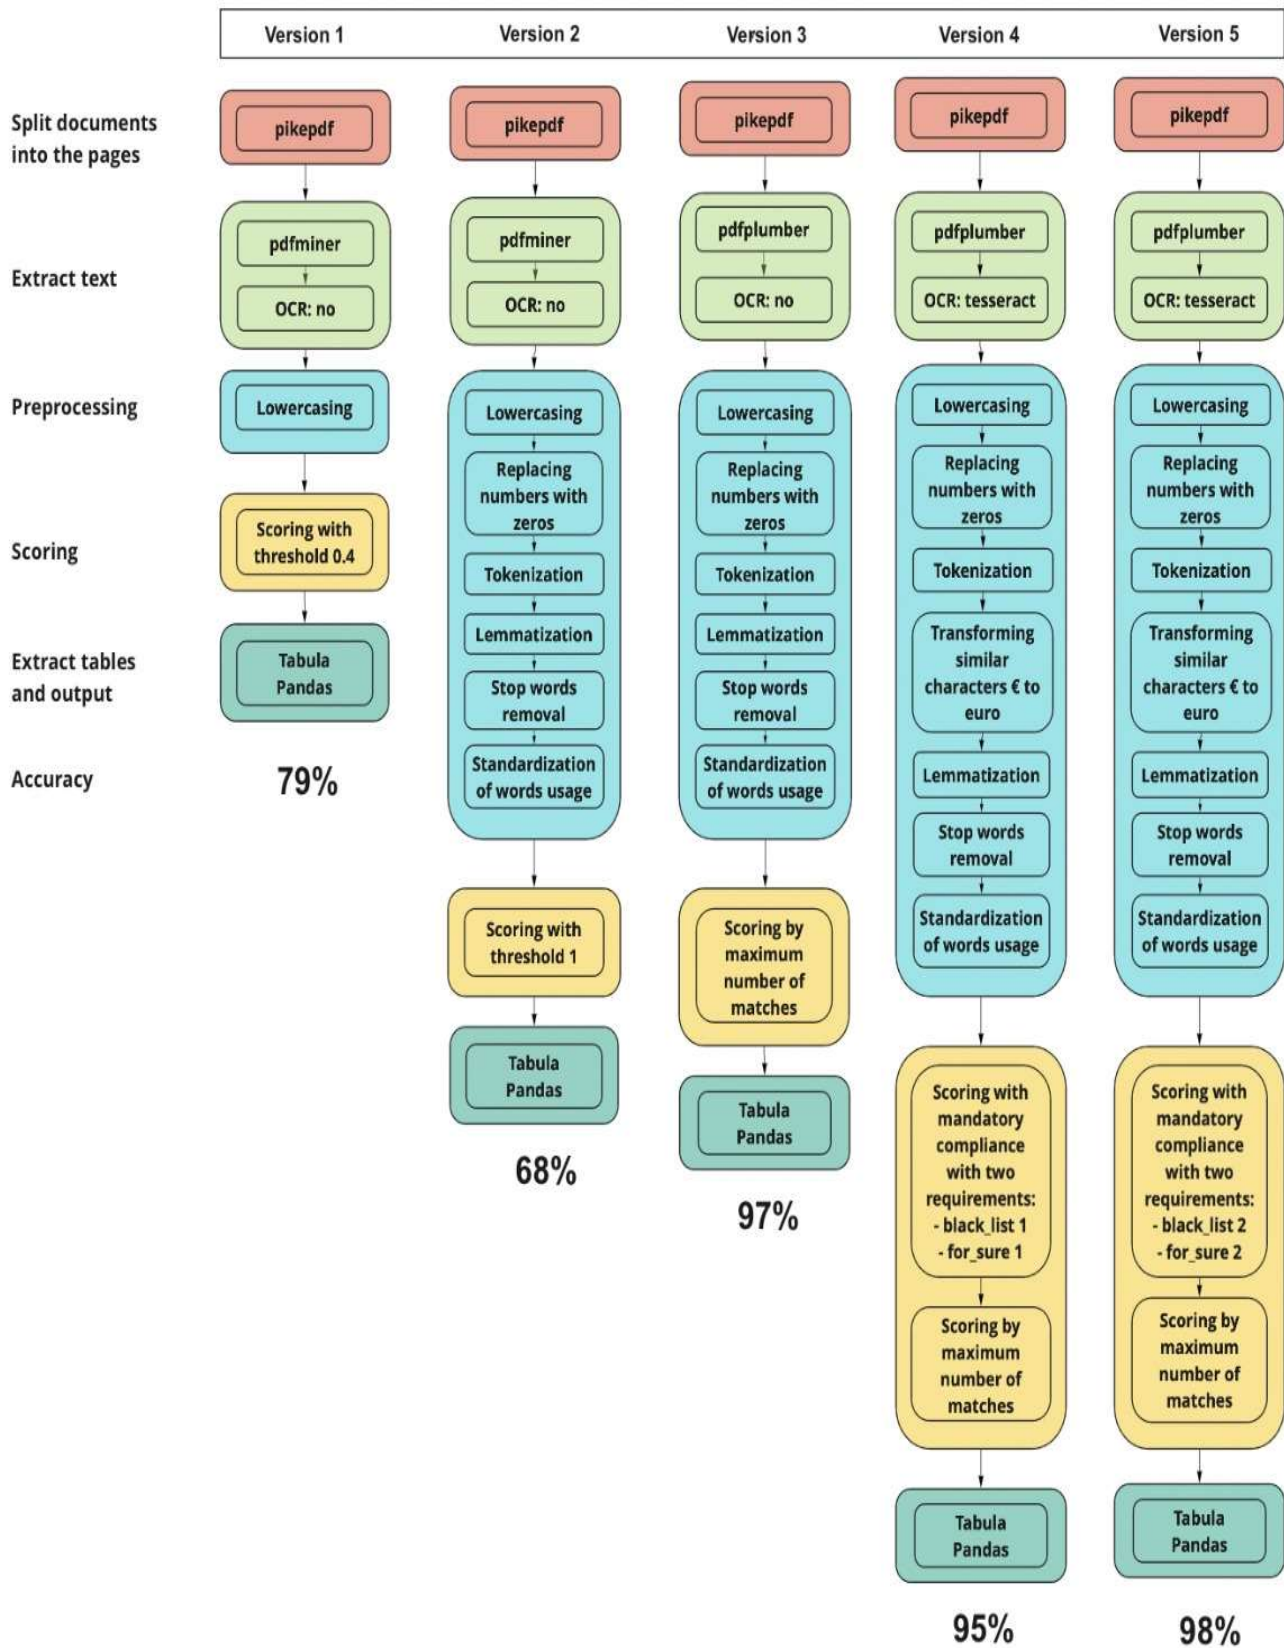 Version 1
Version 2
Version 3
Version 4
Version 5
Split documents
into the pages
pikepdf
pikepdf
pikepdf
pikepdf
pikepdf
Extract text
pdfminer
OCR: no
pdfminer
OCR: no
pdfplumber
OCR: no
pdfplumber
OCR: tesseract
pdfplumber
OCR: tesseract
Preprocessing
Lowercasing
Lowercasing
Replacing
numbers with
zeros
Tokenization
Lemmatization
Stop words
removal
Standardization
of words usage
Lowercasing
Replacing
numbers with
zeros
Tokenization
Lemmatization
Stop words
removal
Standardization
of words usage
Lowercasing
Replacing
numbers with
zeros
Tokenization
Transforming
similar
characters € to
euro
Lemmatization
Stop words
removal
Standardization
of words usage
Lowercasing
Replacing
numbers with
zeros
Tokenization
Transforming
similar
characters € to
euro
Lemmatization
Stop words
removal
Standardization
of words usage
Scoring
Scoring with
threshold 0.4
Scoring with
threshold 1
Scoring by
maximum
number of
matches
Scoring with
mandatory
compliance
with two
requirements:
- black_list 1
- for_sure 1
Scoring by
maximum
number of
matches
Scoring with
mandatory
compliance
with two
requirements:
- black_list 2
- for_sure 2
Scoring by
maximum
number of
matches
Extract tables
and output
Tabula
Pandas
Tabula
Pandas
Tabula
Pandas
Tabula
Pandas
Tabula
Pandas
Accuracy
79%
68%
97%
95%
98%